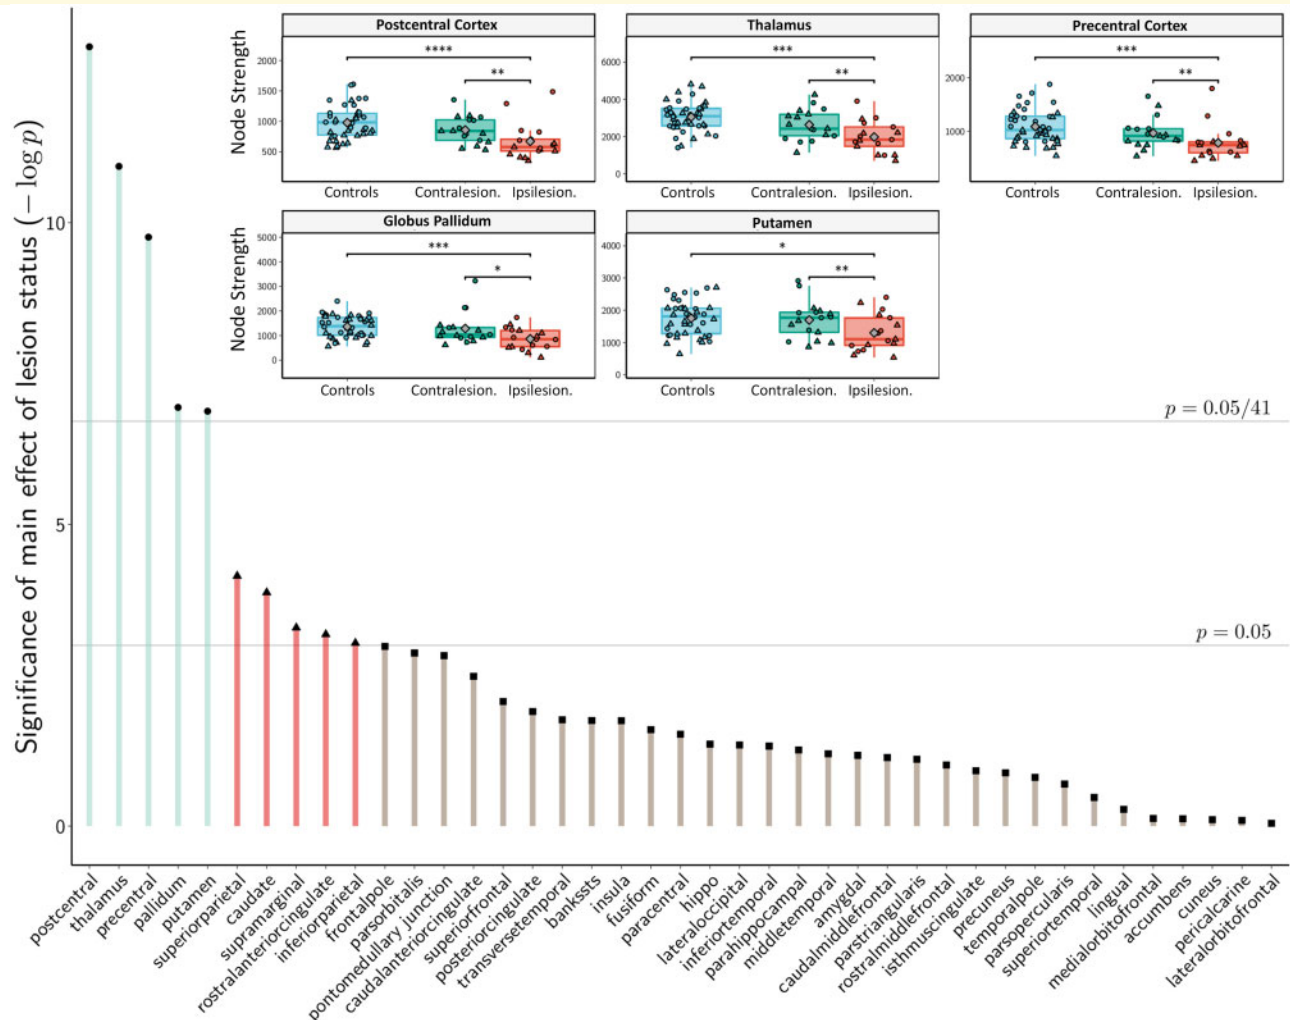 Significance of main effect of lesion status (− log p)
10
5
0
Postcentral Cortex
Node Strength
2000
1500
1000
500
****
**
Controls
Contralesion.
Ipsilesion.
Thalamus
6000
4000
2000
0
***
**
Controls
Contralesion.
Ipsilesion.
Precentral Cortex
2000
1000
***
**
Controls
Contralesion.
Ipsilesion.
Globus Pallidum
Node Strength
5000
4000
3000
2000
1000
0
***
*
Controls
Contralesion.
Ipsilesion.
Putamen
4000
3000
2000
1000
0
*
**
Controls
Contralesion.
Ipsilesion.
p = 0.05/41
p = 0.05
postcentral
thalamus
precentral
pallidum
putamen
superiorparietal
caudate
supramarginal
rostralanteriorcingulate
inferiorparietal
frontalpole
parsorbitalis
pontomedullary junction
caudalanteriorcingulate
superiorfrontal
posteriorcingulate
transversetemporal
bankssts
insula
fusiform
paracentral
hippo
lateraloccipital
inferiortemporal
parahippocampal
middletemporal
amygdal
caudalmiddlefrontal
parstriangularis
rostralmiddlefrontal
isthmuscingulate
precuneus
temporalpole
parsopercularis
superiortemporal
lingual
medialorbitofrontal
accumbens
cuneus
pericalcarine
lateralorbitofrontal